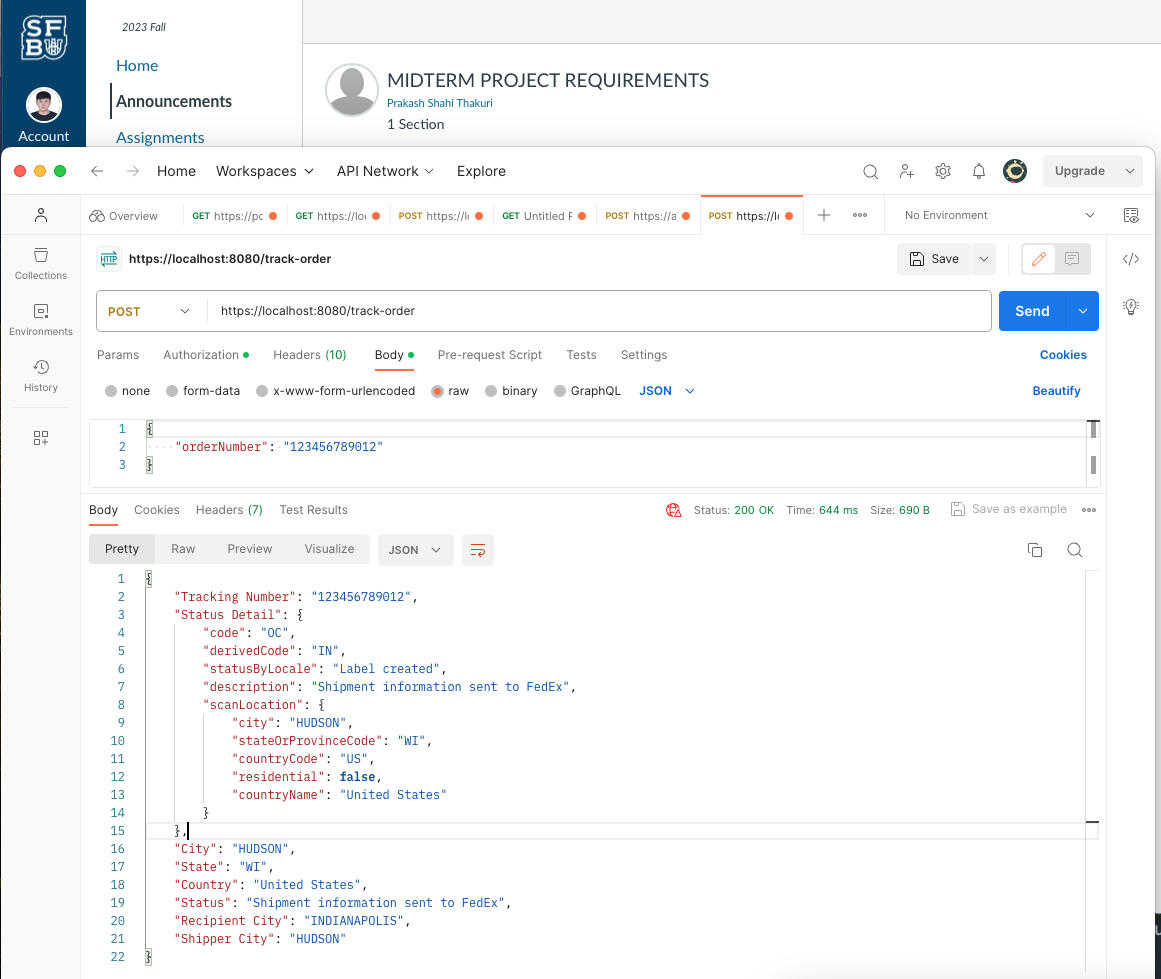 SF
BU
2023 Fall
Home
Announcements
Assignments
Account
MIDTERM PROJECT REQUIREMENTS
Prakash Shahi Thakuri
1 Section
Home Workspaces API Network Explore Upgrade
Overview GET https://po GET https://lo POST https://l GET Untitled R POST https://a POST https://lo No Environment
Collections
Environments
History
HTTP https://localhost:8080/track-order Save
POST https://localhost:8080/track-order Send
Params Authorization Headers (10) Body Pre-request Script Tests Settings Cookies
none form-data x-www-form-urlencoded raw binary GraphQL JSON Beautify
1 {
2 "orderNumber": "123456789012"
3 }
Body Cookies Headers (7) Test Results Status: 200 OK Time: 644 ms Size: 690 B Save as example
Pretty Raw Preview Visualize JSON
1 {
2 "Tracking Number": "123456789012",
3 "Status Detail": {
4 "code": "OC",
5 "derivedCode": "IN",
6 "statusByLocale": "Label created",
7 "description": "Shipment information sent to FedEx",
8 "scanLocation": {
9 "city": "HUDSON",
10 "stateOrProvinceCode": "WI",
11 "countryCode": "US",
12 "residential": false,
13 "countryName": "United States"
14 }
15 },
16 "City": "HUDSON",
17 "State": "WI",
18 "Country": "United States",
19 "Status": "Shipment information sent to FedEx",
20 "Recipient City": "INDIANAPOLIS",
21 "Shipper City": "HUDSON"
22 }